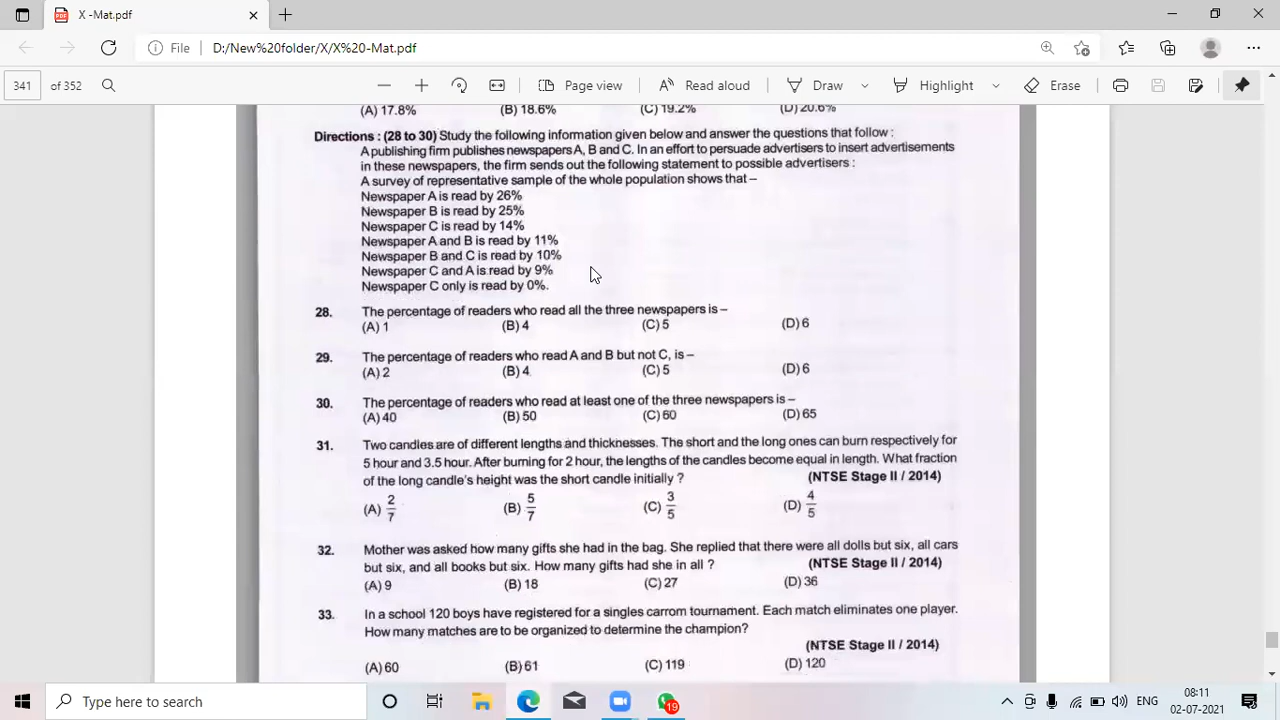 X -Mat.pdf
File D:/New%20folder/X/X%20-Mat.pdf
341 of 352 Page view Read aloud Draw Highlight Erase
(A) 17.8% (B) 18.6% (C) 19.2% (D) 20.6%
Directions : (28 to 30) Study the following information given below and answer the questions that follow :
A publishing firm publishes newspapers A, B and C. In an effort to persuade advertisers to insert advertisements
in these newspapers, the firm sends out the following statement to possible advertisers :
A survey of representative sample of the whole population shows that –
Newspaper A is read by 26%
Newspaper B is read by 25%
Newspaper C is read by 14%
Newspaper A and B is read by 11%
Newspaper B and C is read by 10%
Newspaper C and A is read by 9%
Newspaper C only is read by 0%.
28. The percentage of readers who read all the three newspapers is –
(A) 1 (B) 4 (C) 5 (D) 6
29. The percentage of readers who read A and B but not C, is –
(A) 2 (B) 4 (C) 5 (D) 6
30. The percentage of readers who read at least one of the three newspapers is –
(A) 40 (B) 50 (C) 60 (D) 65
31. Two candles are of different lengths and thicknesses. The short and the long ones can burn respectively for
5 hour and 3.5 hour. After burning for 2 hour, the lengths of the candles become equal in length. What fraction
of the long candle's height was the short candle initially ? (NTSE Stage II / 2014)
(A) 2/7 (B) 5/7 (C) 3/5 (D) 4/5
32. Mother was asked how many gifts she had in the bag. She replied that there were all dolls but six, all cars
but six, and all books but six. How many gifts had she in all ? (NTSE Stage II / 2014)
(A) 9 (B) 18 (C) 27 (D) 36
33. In a school 120 boys have registered for a singles carrom tournament. Each match eliminates one player.
How many matches are to be organized to determine the champion?
(NTSE Stage II / 2014)
(A) 60 (B) 61 (C) 119 (D) 120
Type here to search 19 ENG 08:11
02-07-2021